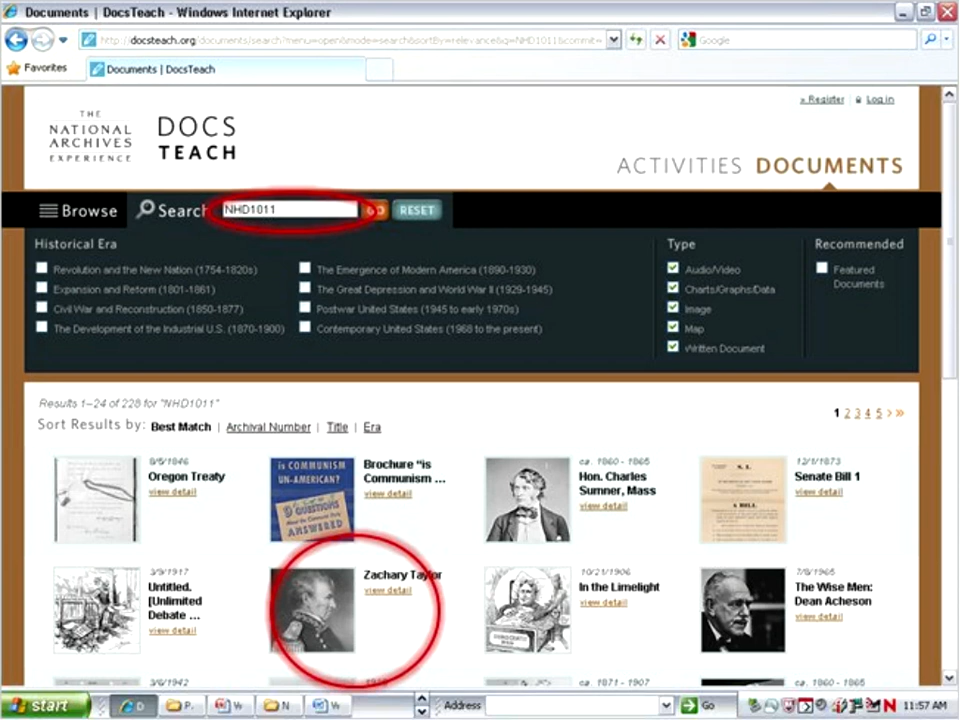 Documents | DocsTeach - Windows Internet Explorer
http://docsteach.org/documents/search?menu=open&mode=search&sortBy=relevance&q=NHD1011&commit=
Google
Favorites
Documents | DocsTeach
» Register Log in
THE
NATIONAL
ARCHIVES
EXPERIENCE
DOCS
TEACH
ACTIVITIES DOCUMENTS
Browse Search NHD1011 GO RESET
Historical Era Type Recommended
Revolution and the New Nation (1754-1820s) The Emergence of Modern America (1890-1930) Audio/Video Featured
Documents
Expansion and Reform (1801-1861) The Great Depression and World War II (1929-1945) Charts/Graphs/Data
Civil War and Reconstruction (1850-1877) Postwar United States (1945 to early 1970s) Image
The Development of the Industrial U.S. (1870-1900) Contemporary United States (1968 to the present) Map
Written Document
Results 1–24 of 228 for "NHD1011"
1 2 3 4 5 > »
Sort Results by: Best Match | Archival Number | Title | Era
8/5/1846
Oregon Treaty
view detail
is COMMUNISM
UN-AMERICAN?
9 QUESTIONS
About the Communist Party
ANSWERED
Brochure "is
Communism ...
view detail
ca. 1860 - 1865
Hon. Charles
Sumner, Mass
view detail
S. 1.
A BILL
12/1/1873
Senate Bill 1
view detail
3/9/1917
Untitled.
[Unlimited
Debate ...
view detail
Zachary Taylor
view detail
10/21/1906
In the Limelight
view detail
7/8/1965
The Wise Men:
Dean Acheson
view detail
3/6/1942
ca. 1871 - 1907
ca. 1860 - 1865
start D P. W N W Address Go N 11:57 AM